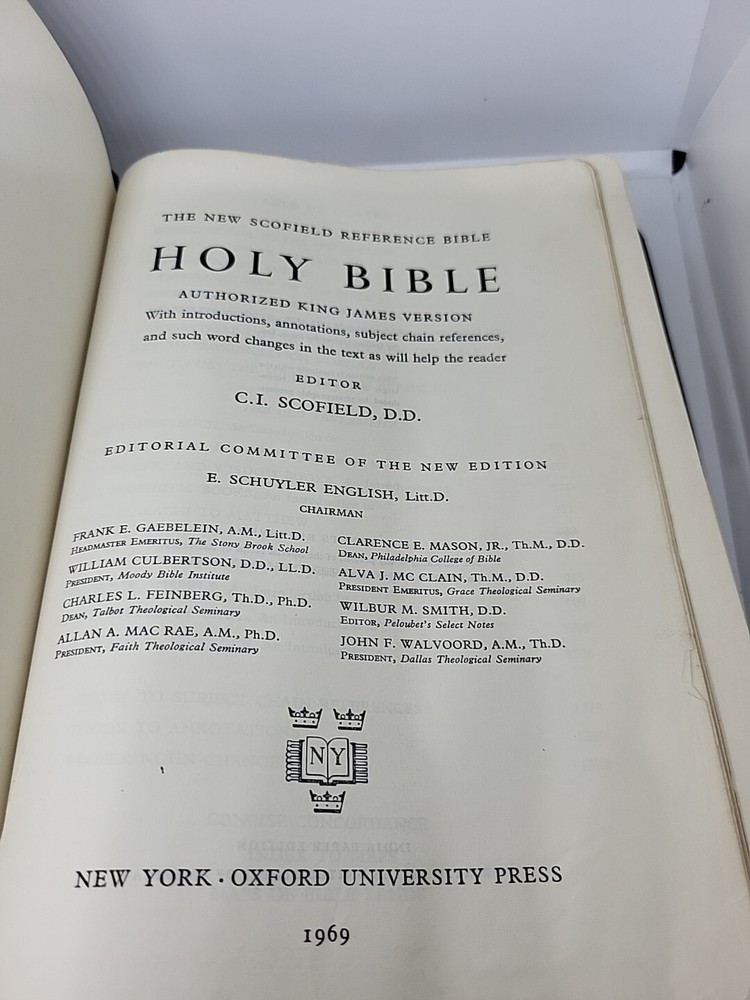 THE NEW SCOFIELD REFERENCE BIBLE
HOLY BIBLE
AUTHORIZED KING JAMES VERSION
With introductions, annotations, subject chain references,
and such word changes in the text as will help the reader
EDITOR
C.I. SCOFIELD, D.D.
EDITORIAL COMMITTEE OF THE NEW EDITION
E. SCHUYLER ENGLISH, Litt.D.
CHAIRMAN
FRANK E. GAEBELEIN, A.M., Litt.D.
HEADMASTER EMERITUS, The Stony Brook School
WILLIAM CULBERTSON, D.D., LL.D.
PRESIDENT, Moody Bible Institute
CHARLES L. FEINBERG, Th.D., Ph.D.
DEAN, Talbot Theological Seminary
ALLAN A. MAC RAE, A.M., Ph.D.
PRESIDENT, Faith Theological Seminary
CLARENCE E. MASON, JR., Th.M., D.D.
DEAN, Philadelphia College of Bible
ALVA J. MC CLAIN, Th.M., D.D.
PRESIDENT EMERITUS, Grace Theological Seminary
WILBUR M. SMITH, D.D.
EDITOR, Peloubet's Select Notes
JOHN F. WALVOORD, A.M., Th.D.
PRESIDENT, Dallas Theological Seminary
N Y
NEW YORK · OXFORD UNIVERSITY PRESS
1969